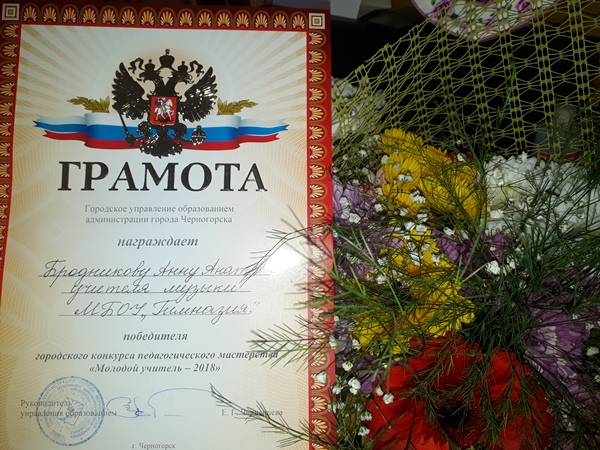 ГРАМОТА
Городское управление образованием
администрации города Черногорска
награждает
Бродникову Анну
учителя музыки
МБОУ „Гимназия"
победителя
городского конкурса педагогического мастерства
«Молодой учитель – 2018»
Руководитель
управления образованием
Е. Г.
г. Черногорск